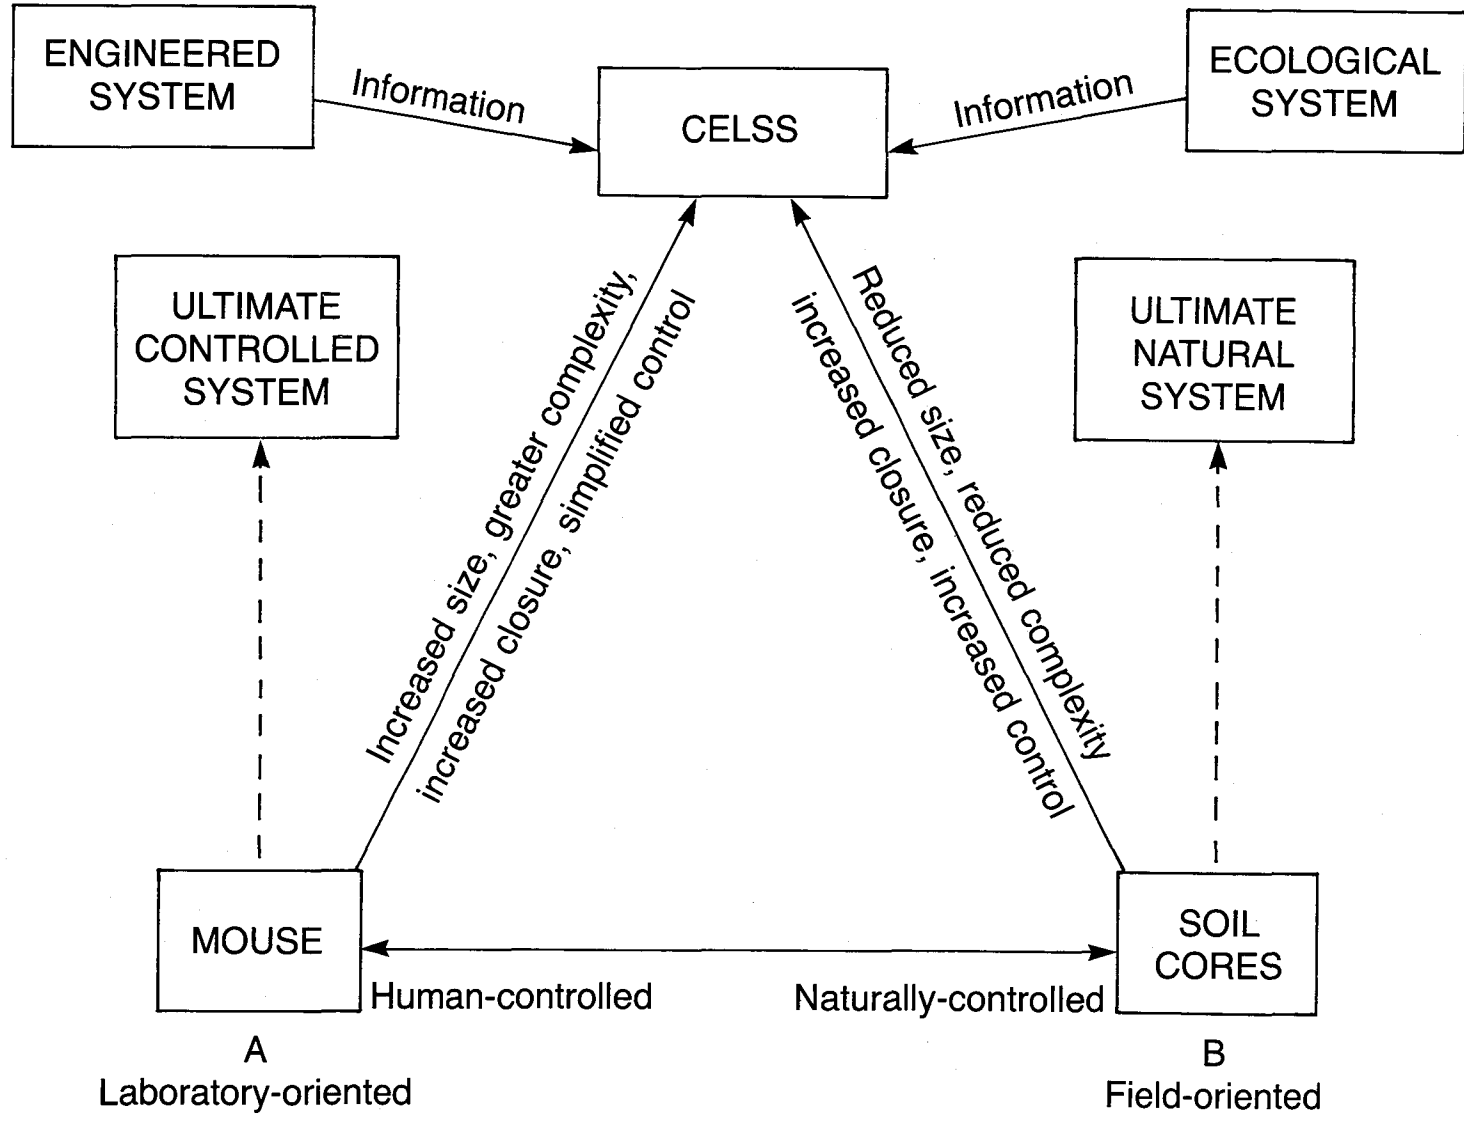 ENGINEERED
SYSTEM
Information
CELSS
Information
ECOLOGICAL
SYSTEM
ULTIMATE
CONTROLLED
SYSTEM
Increased size, greater complexity,
increased closure, simplified control
Reduced size, reduced complexity
increased closure, increased control
ULTIMATE
NATURAL
SYSTEM
MOUSE
SOIL
CORES
Human-controlled
Naturally-controlled
A
Laboratory-oriented
B
Field-oriented